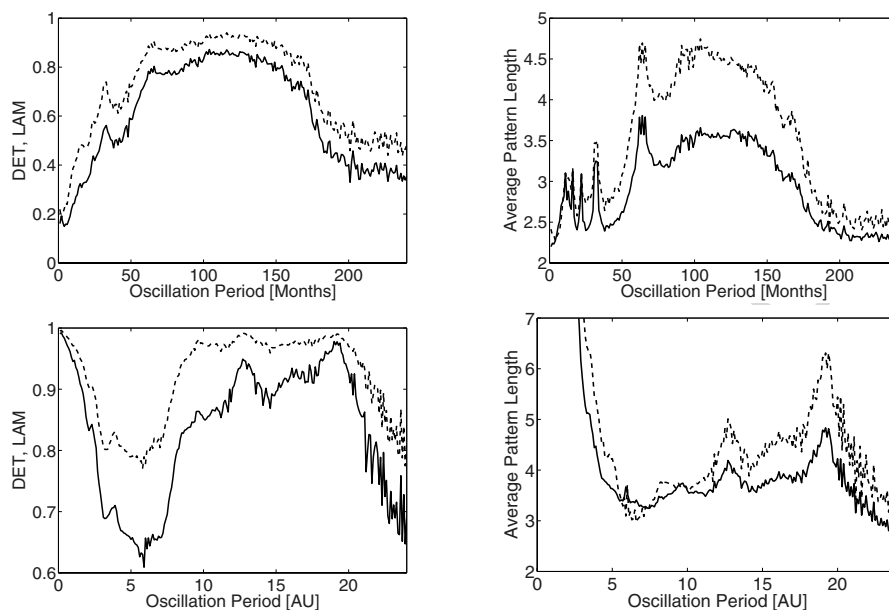 1
0.8
0.6
0.4
0.2
0
DET, LAM
0 50 100 150 200
Oscillation Period [Months]
5
4.5
4
3.5
3
2.5
2
Average Pattern Length
0 50 100 150 200
Oscillation Period [Months]
1
0.9
0.8
0.7
0.6
DET, LAM
0 5 10 15 20
Oscillation Period [AU]
7
6
5
4
3
2
Average Pattern Length
0 5 10 15 20
Oscillation Period [AU]